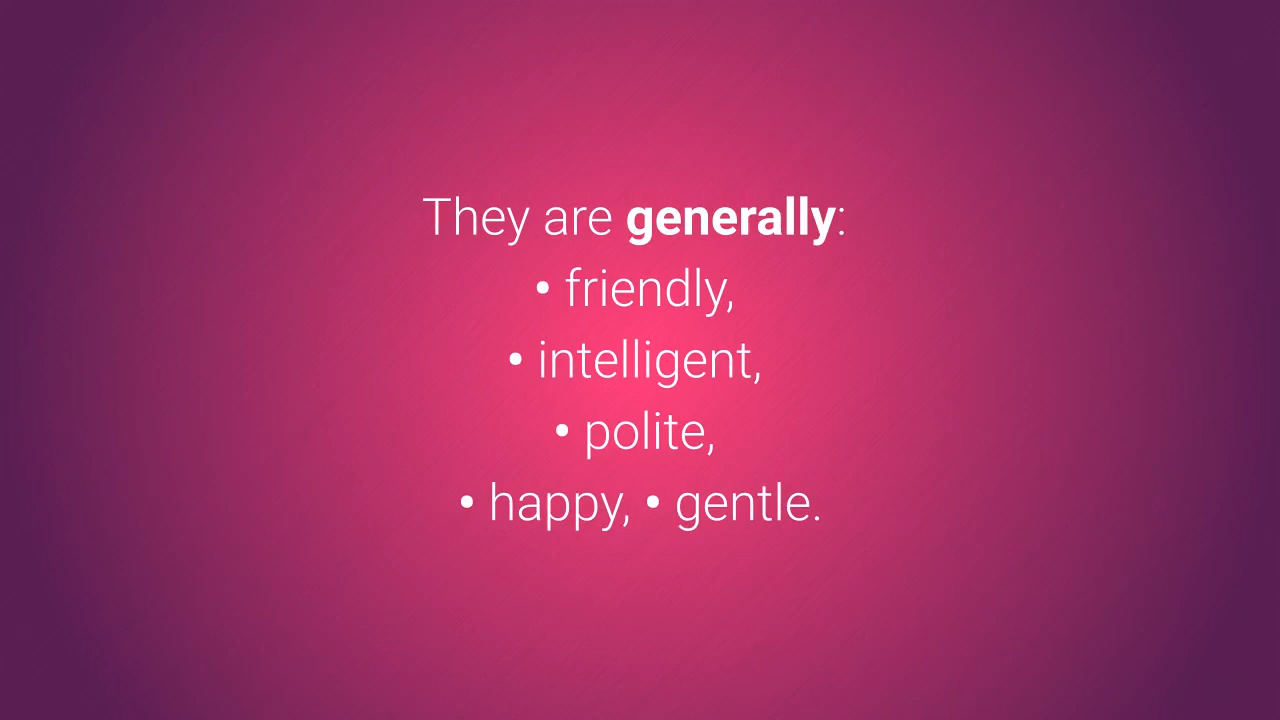 They are generally:
• friendly,
• intelligent,
• polite,
• happy, • gentle.